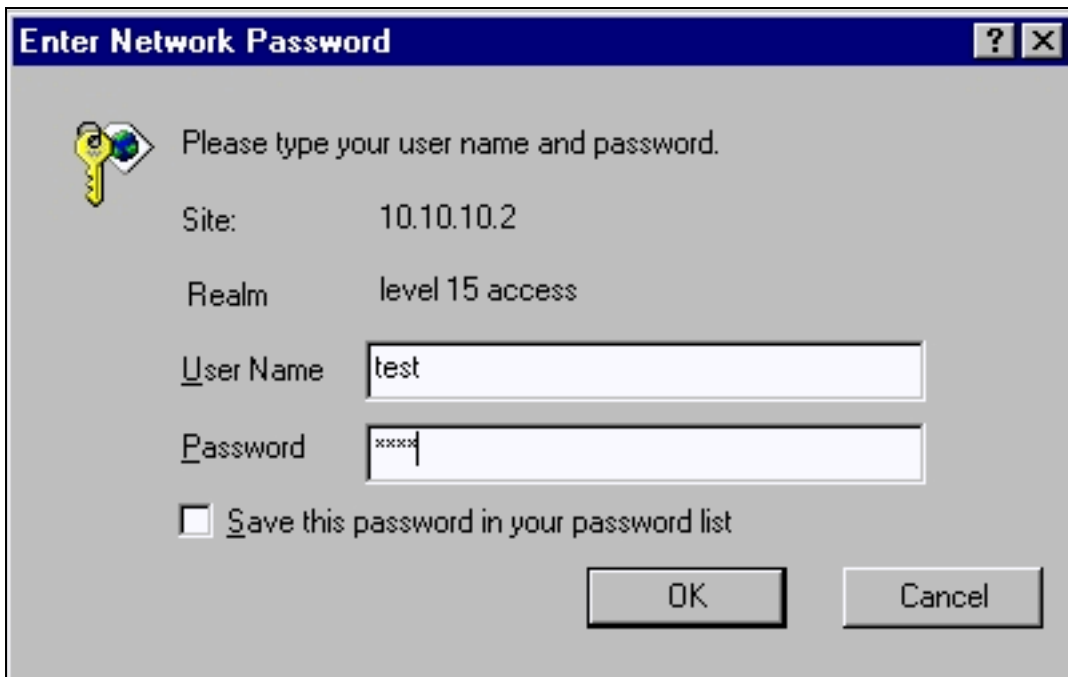 Enter Network Password
Please type your user name and password.
Site: 10.10.10.2
Realm level 15 access
User Name test
Password xxxx
Save this password in your password list
OK Cancel